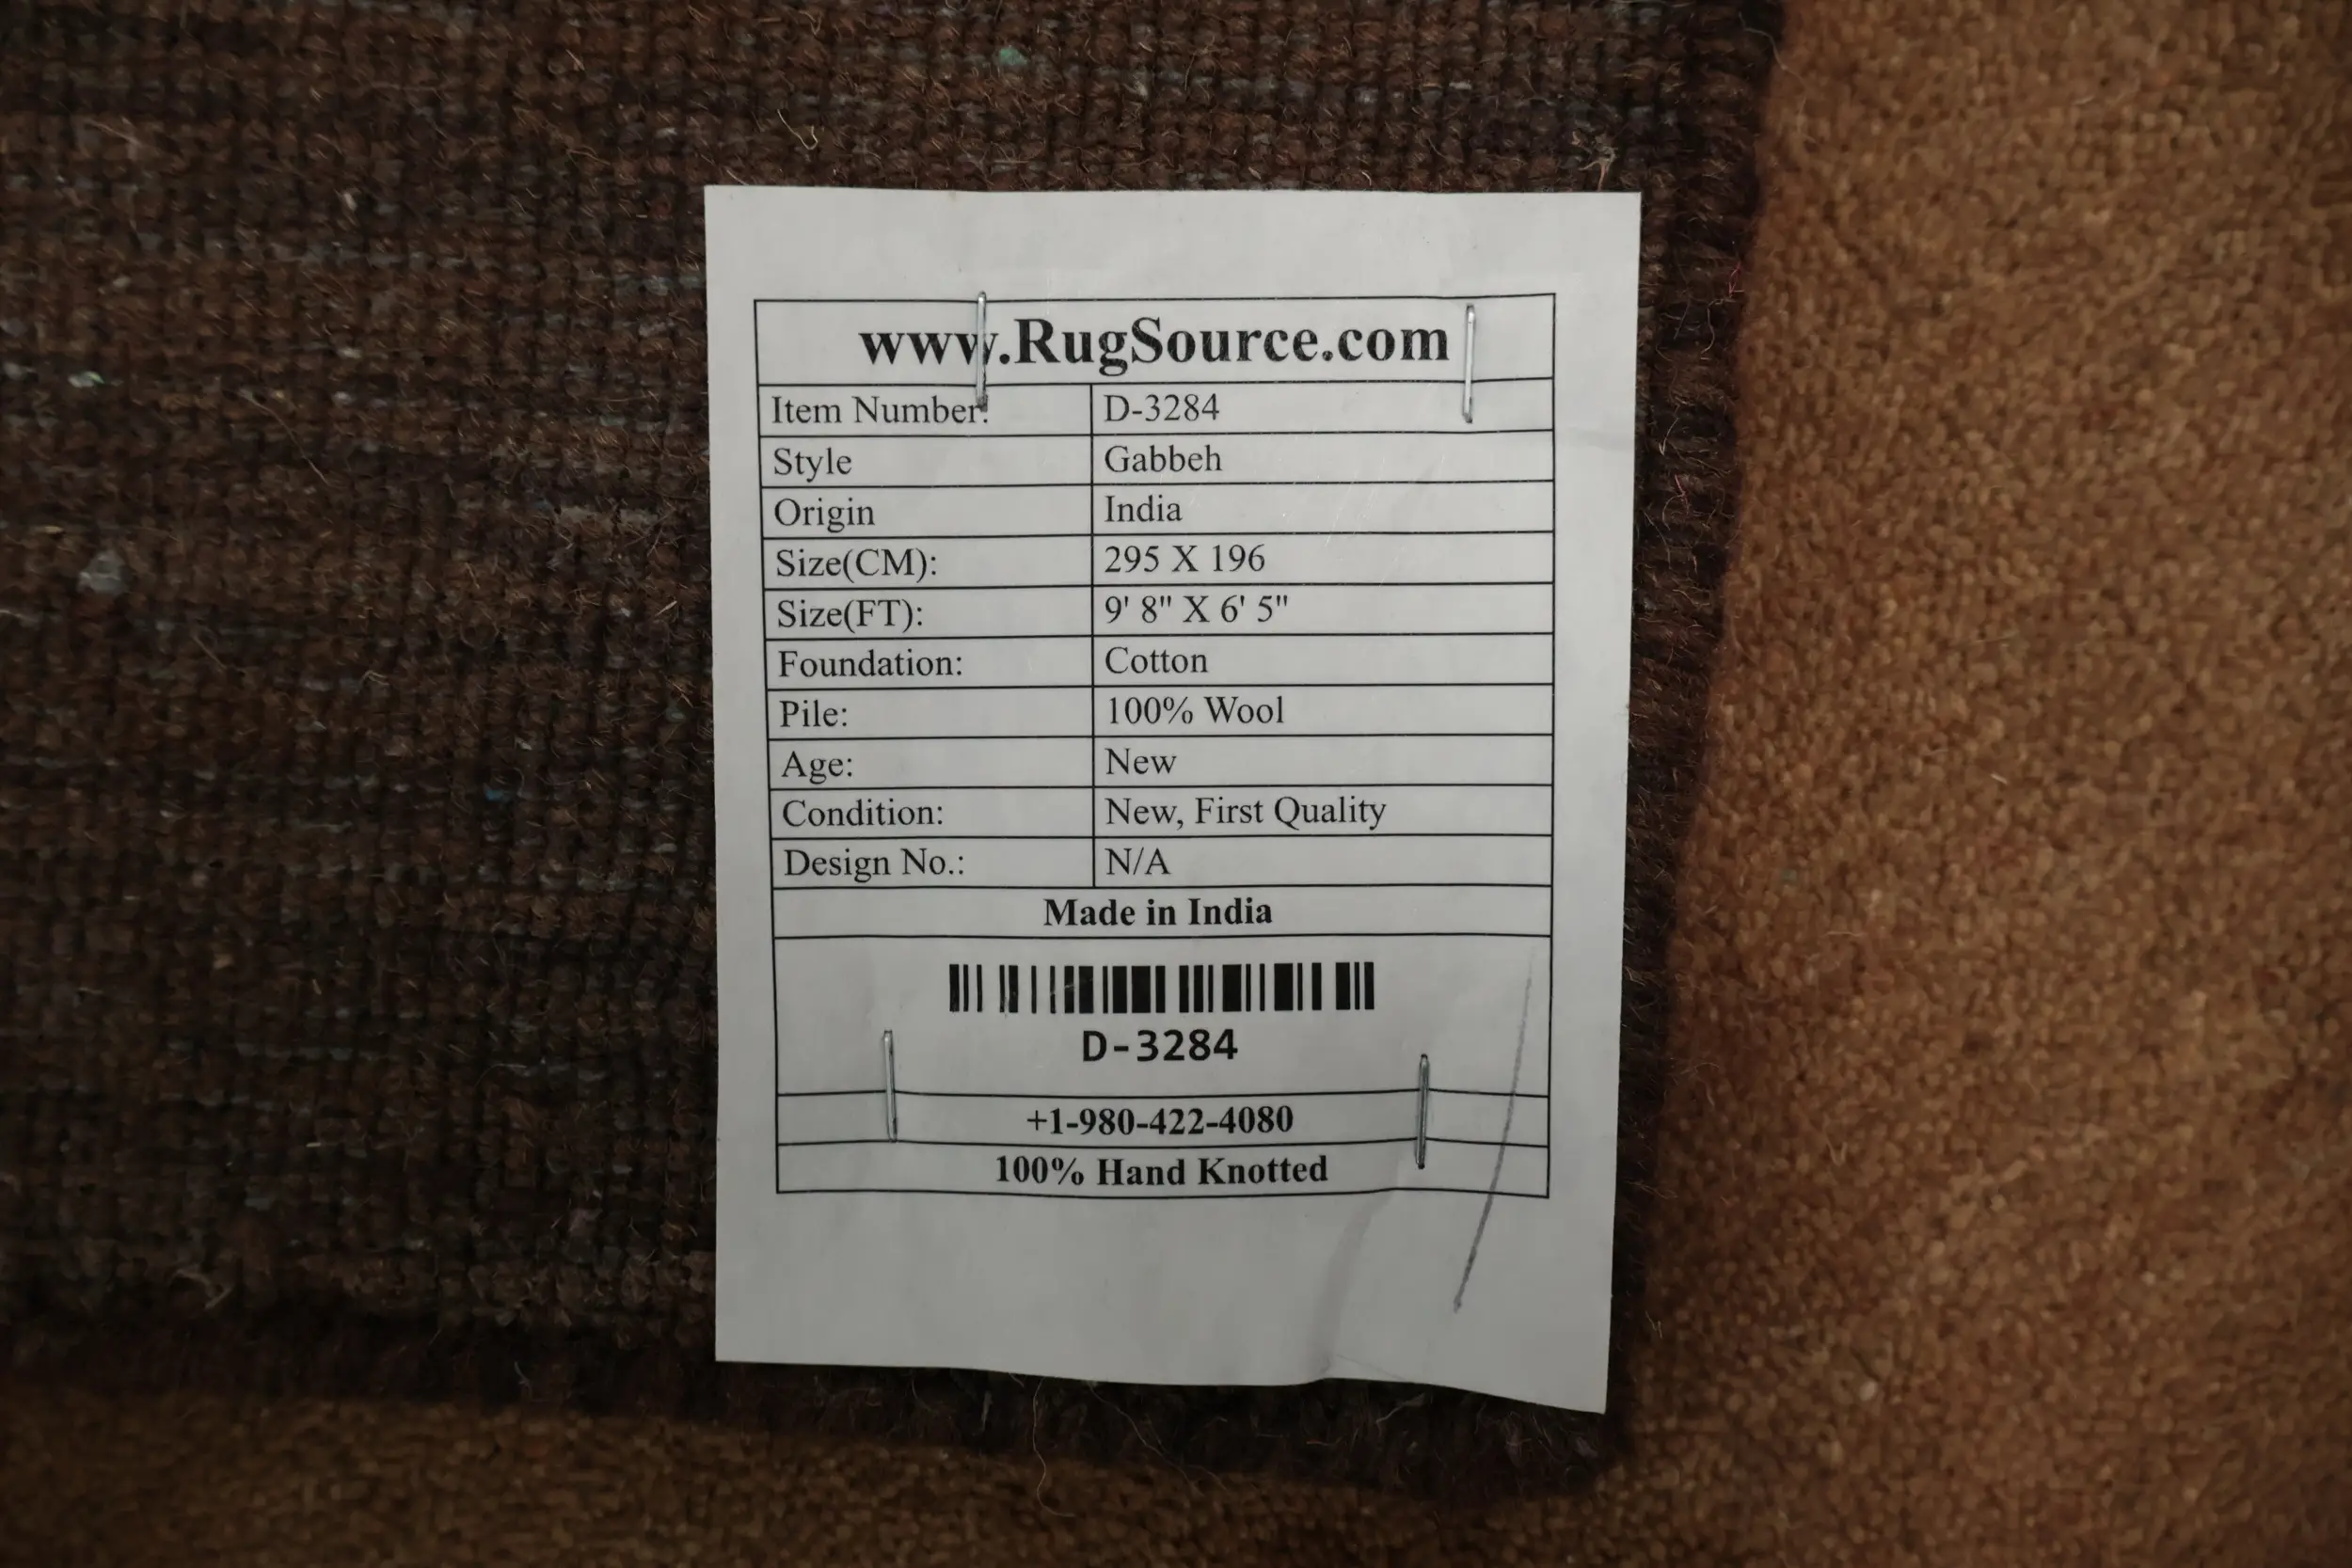 www.RugSource.com
Item Number: D-3284
Style Gabbeh
Origin India
Size(CM): 295 X 196
Size(FT): 9' 8" X 6' 5"
Foundation: Cotton
Pile: 100% Wool
Age: New
Condition: New, First Quality
Design No.: N/A
Made in India
D-3284
+1-980-422-4080
100% Hand Knotted